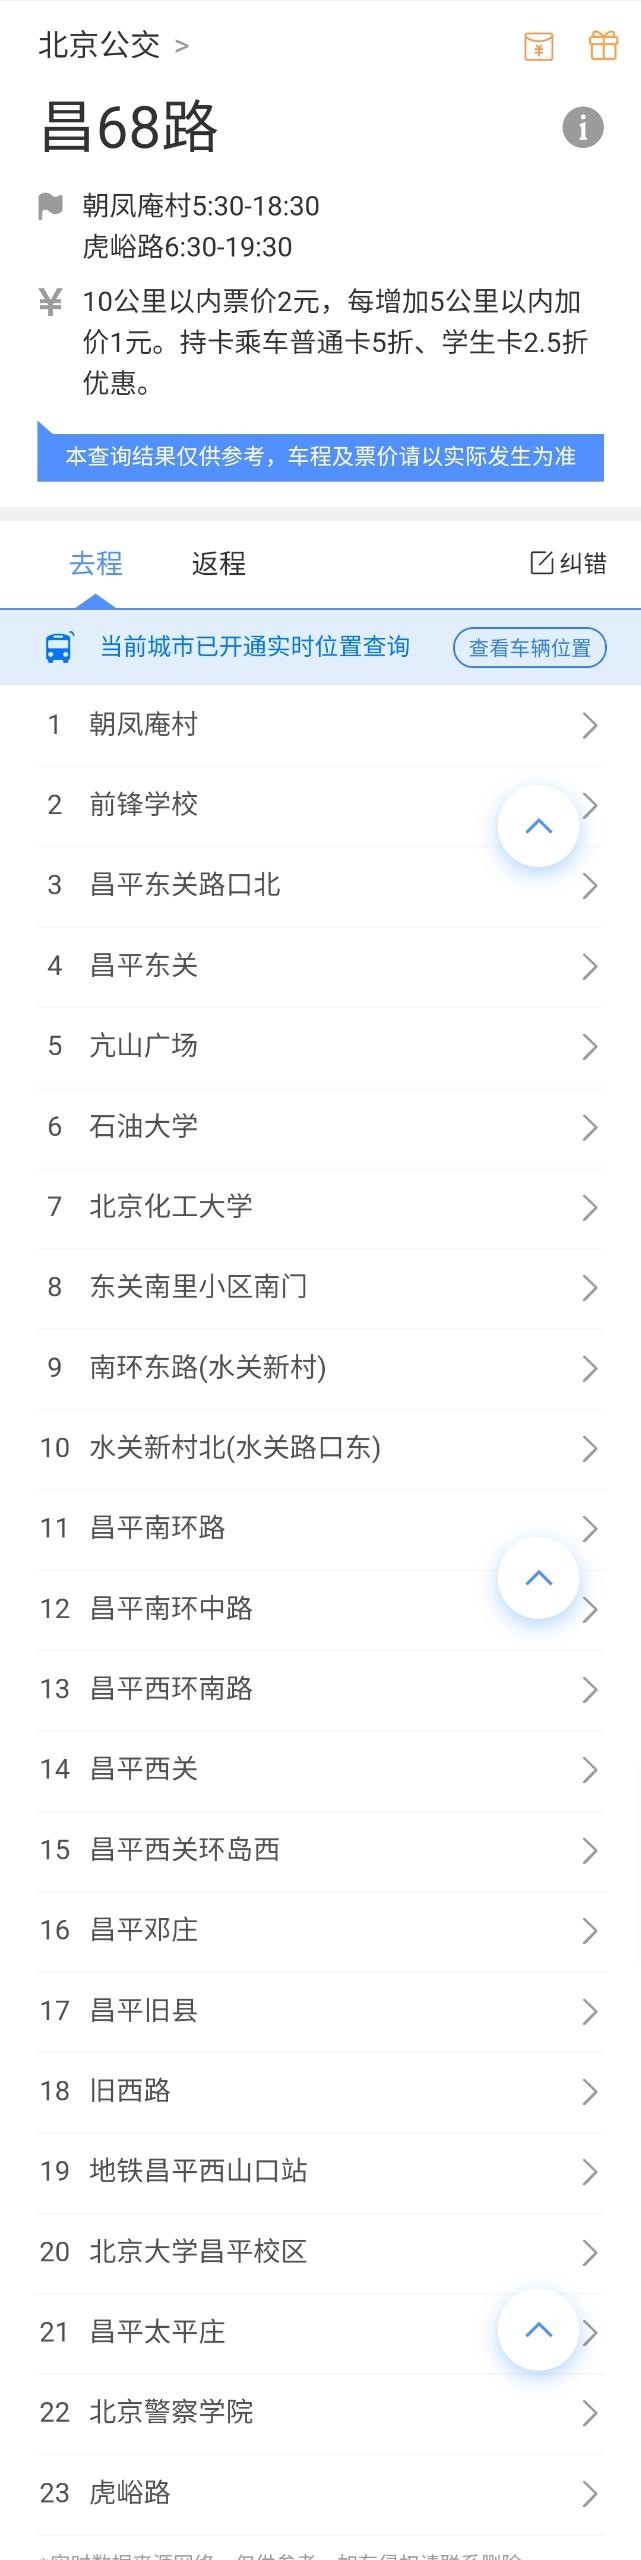 北京公交 >
昌68路
朝凤庵村5:30-18:30
虎峪路6:30-19:30
¥ 10公里以内票价2元，每增加5公里以内加
价1元。持卡乘车普通卡5折、学生卡2.5折
优惠。
本查询结果仅供参考，车程及票价请以实际发生为准
去程 返程 纠错
当前城市已开通实时位置查询 查看车辆位置
1 朝凤庵村
2 前锋学校
3 昌平东关路口北
4 昌平东关
5 亢山广场
6 石油大学
7 北京化工大学
8 东关南里小区南门
9 南环东路(水关新村)
10 水关新村北(水关路口东)
11 昌平南环路
12 昌平南环中路
13 昌平西环南路
14 昌平西关
15 昌平西关环岛西
16 昌平邓庄
17 昌平旧县
18 旧西路
19 地铁昌平西山口站
20 北京大学昌平校区
21 昌平太平庄
22 北京警察学院
23 虎峪路